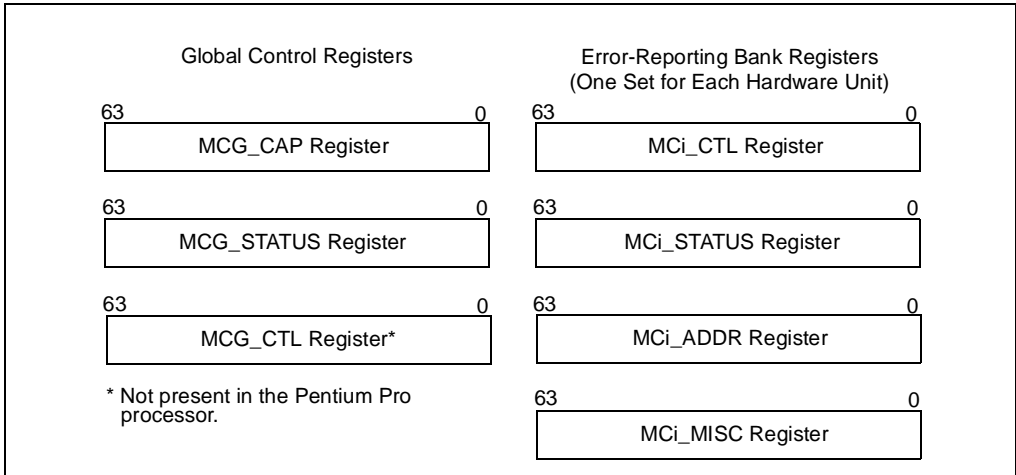 Global Control Registers
63 0
MCG_CAP Register
63 0
MCG_STATUS Register
63 0
MCG_CTL Register*
* Not present in the Pentium Pro
processor.
Error-Reporting Bank Registers
(One Set for Each Hardware Unit)
63 0
MCi_CTL Register
63 0
MCi_STATUS Register
63 0
MCi_ADDR Register
63 0
MCi_MISC Register